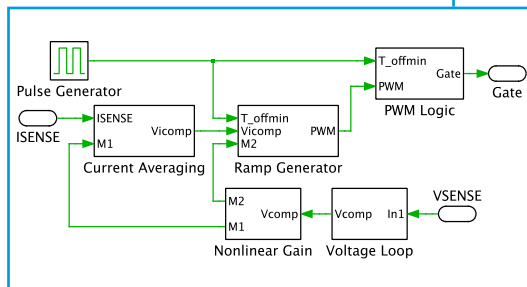 T_offmin
Gate
PWM
Gate
PWM Logic
Pulse Generator
ISENSE
ISENSE
Vicomp
M1
Current Averaging
T_offmin
Vicomp
PWM
M2
Ramp Generator
VSENSE
M2
Vcomp
M1
Nonlinear Gain
Vcomp
In1
Voltage Loop